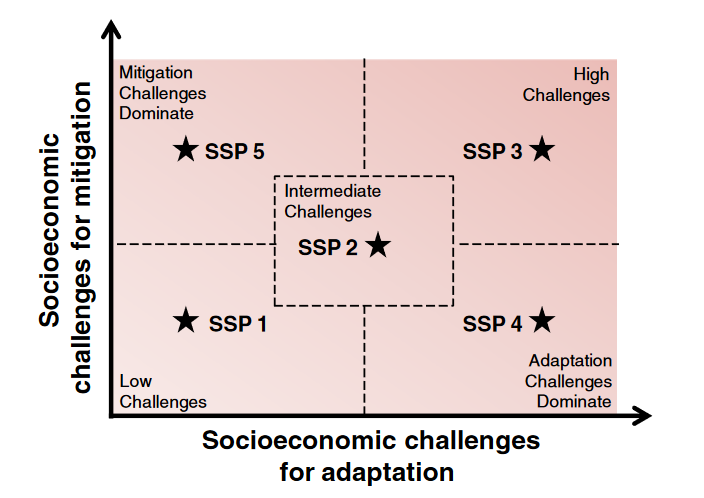 Socioeconomic
challenges for mitigation
Mitigation
Challenges
Dominate
High
Challenges
SSP 5
SSP 3
Intermediate
Challenges
SSP 2
SSP 1
SSP 4
Low
Challenges
Adaptation
Challenges
Dominate
Socioeconomic challenges
for adaptation